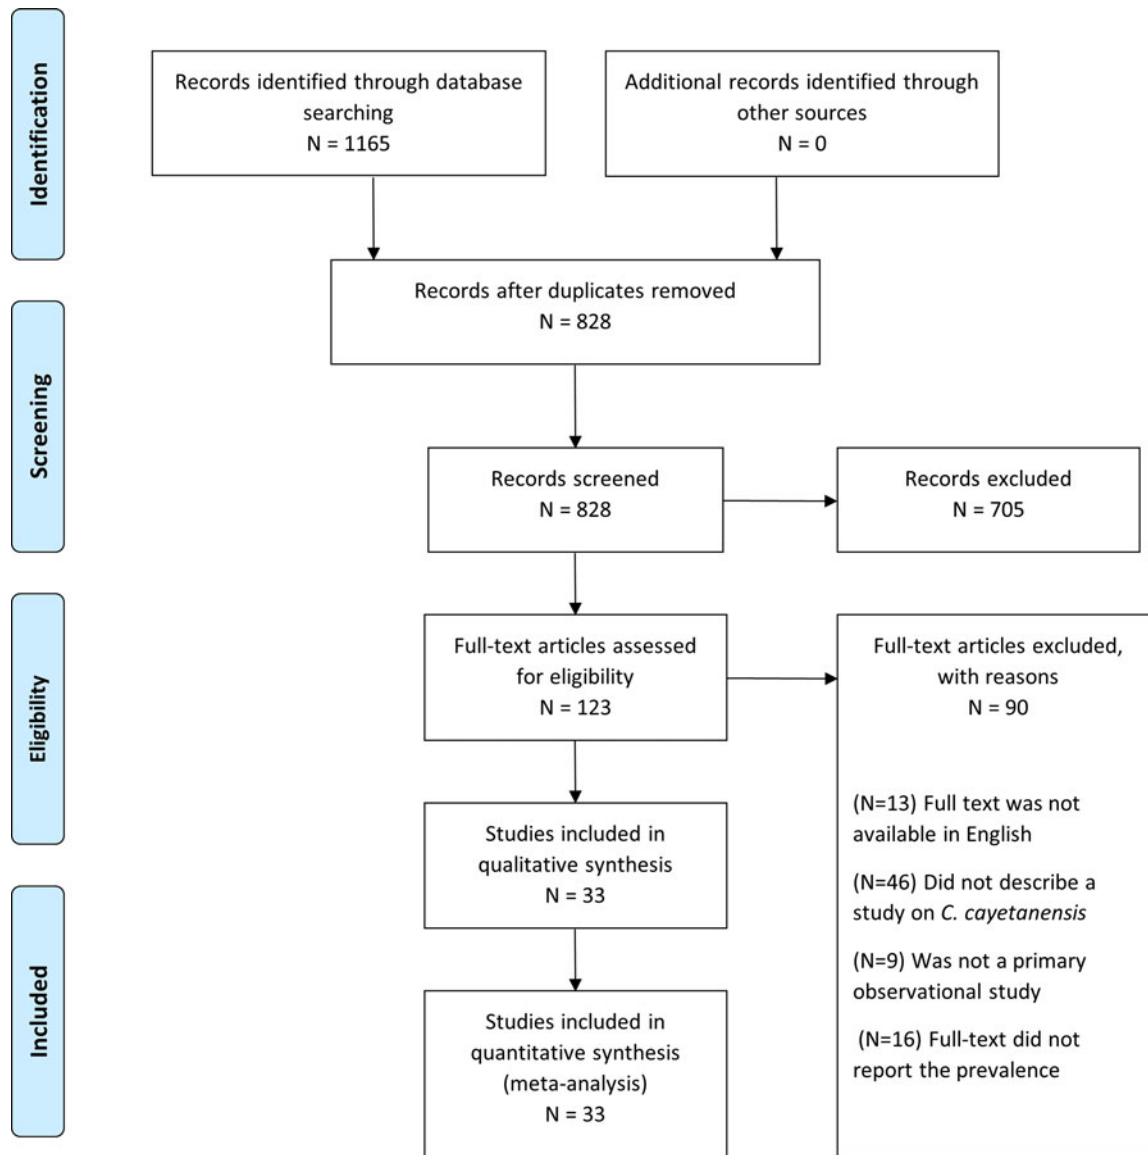 Identification
Records identified through database
searching
N = 1165
Additional records identified through
other sources
N = 0
Records after duplicates removed
N = 828
Screening
Records screened
N = 828
Records excluded
N = 705
Eligibility
Full-text articles assessed
for eligibility
N = 123
Full-text articles excluded,
with reasons
N = 90
(N=13) Full text was not
available in English
(N=46) Did not describe a
study on C. cayetanensis
(N=9) Was not a primary
observational study
(N=16) Full-text did not
report the prevalence
Studies included in
qualitative synthesis
N = 33
Included
Studies included in
quantitative synthesis
(meta-analysis)
N = 33